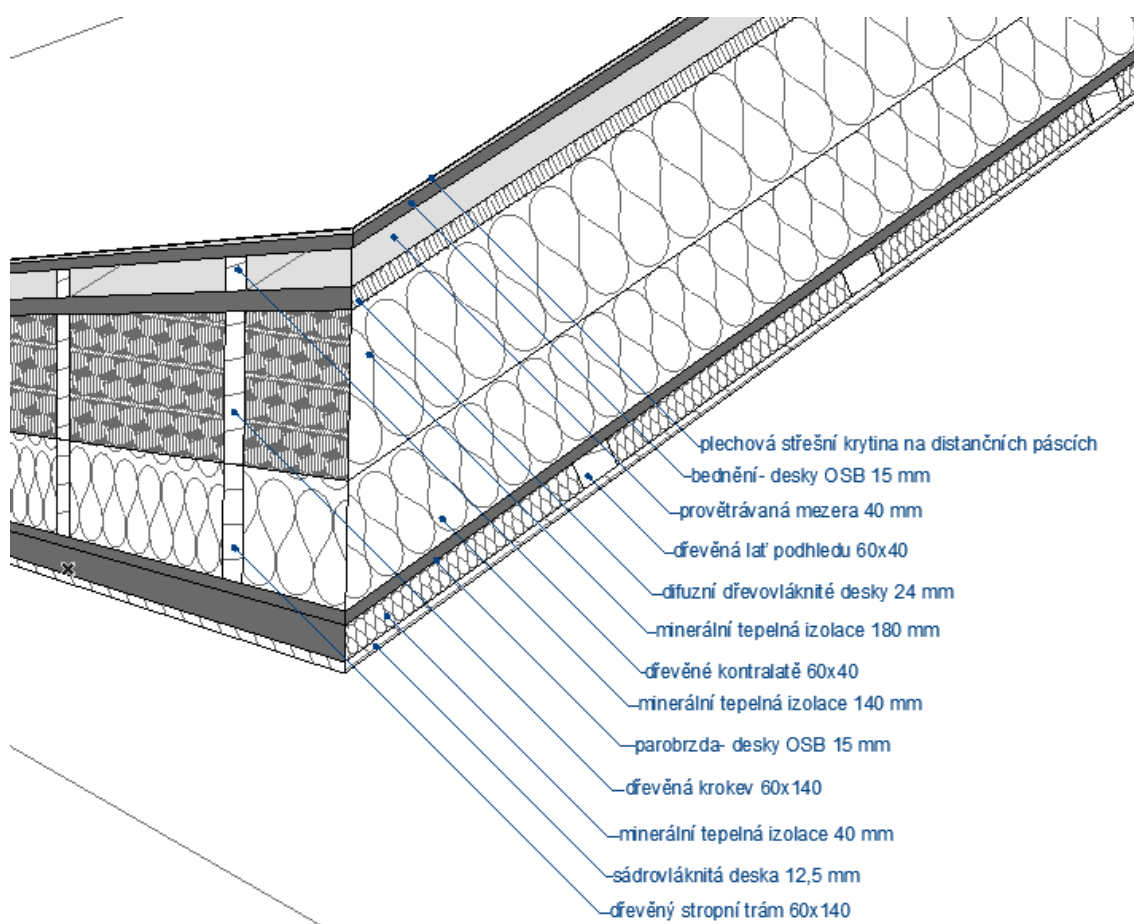 plechová střešní krytina na distančních páscích
bednění- desky OSB 15 mm
provětrávaná mezera 40 mm
dřevěná lať podhledu 60x40
difuzní dřevovláknité desky 24 mm
minerální tepelná izolace 180 mm
dřevěné kontralatě 60x40
minerální tepelná izolace 140 mm
parobrzda- desky OSB 15 mm
dřevěná krokev 60x140
minerální tepelná izolace 40 mm
sádrovláknitá deska 12,5 mm
dřevěný stropní trám 60x140